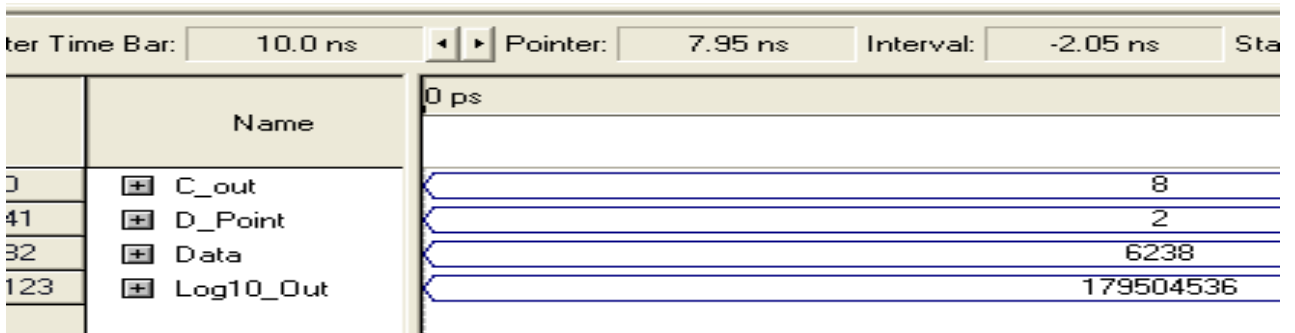 ter Time Bar: 10.0 ns Pointer: 7.95 ns Interval: -2.05 ns Sta
Name
0 ps
C_out 8
41 D_Point 2
32 Data 6238
123 Log10_Out 179504536